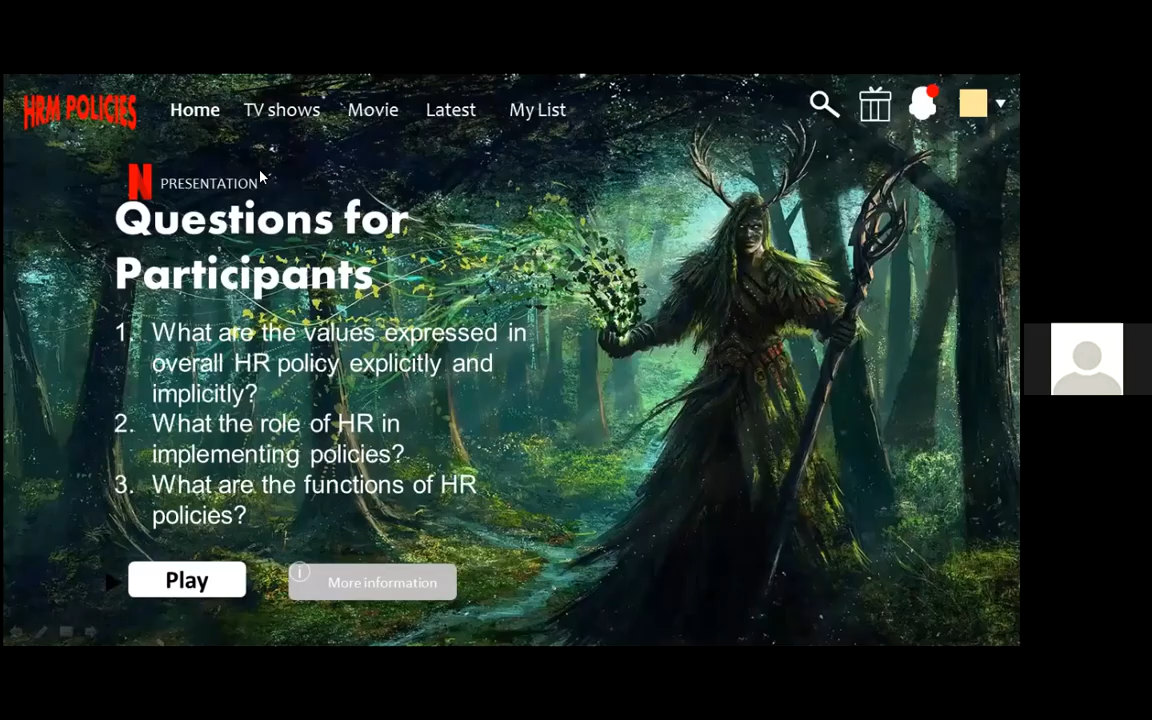 HRM POLICIES
Home TV shows Movie Latest My List
N PRESENTATION
Questions for
Participants
1. What are the values expressed in
overall HR policy explicitly and
implicitly?
2. What the role of HR in
implementing policies?
3. What are the functions of HR
policies?
Play
i More information